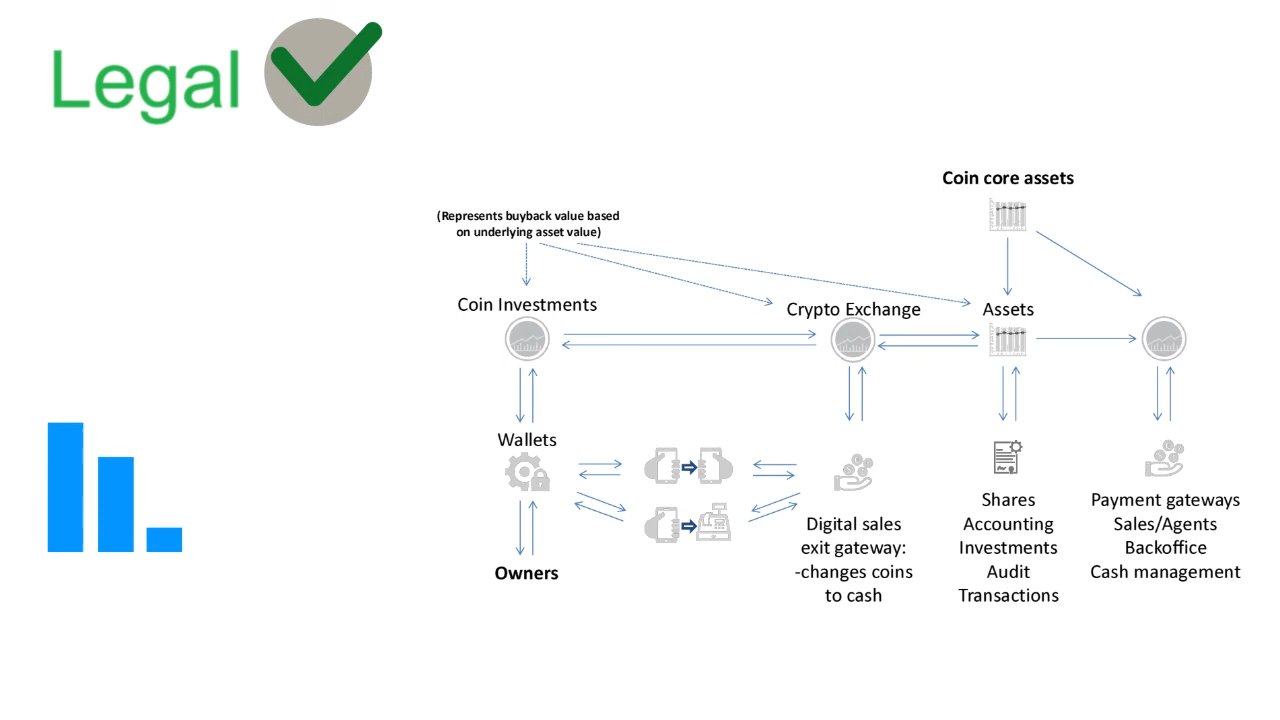 Legal
Coin core assets
(Represents buyback value based
on underlying asset value)
Coin Investments
Crypto Exchange
Assets
Wallets
Owners
Digital sales
exit gateway:
-changes coins
to cash
Shares
Accounting
Investments
Audit
Transactions
Payment gateways
Sales/Agents
Backoffice
Cash management